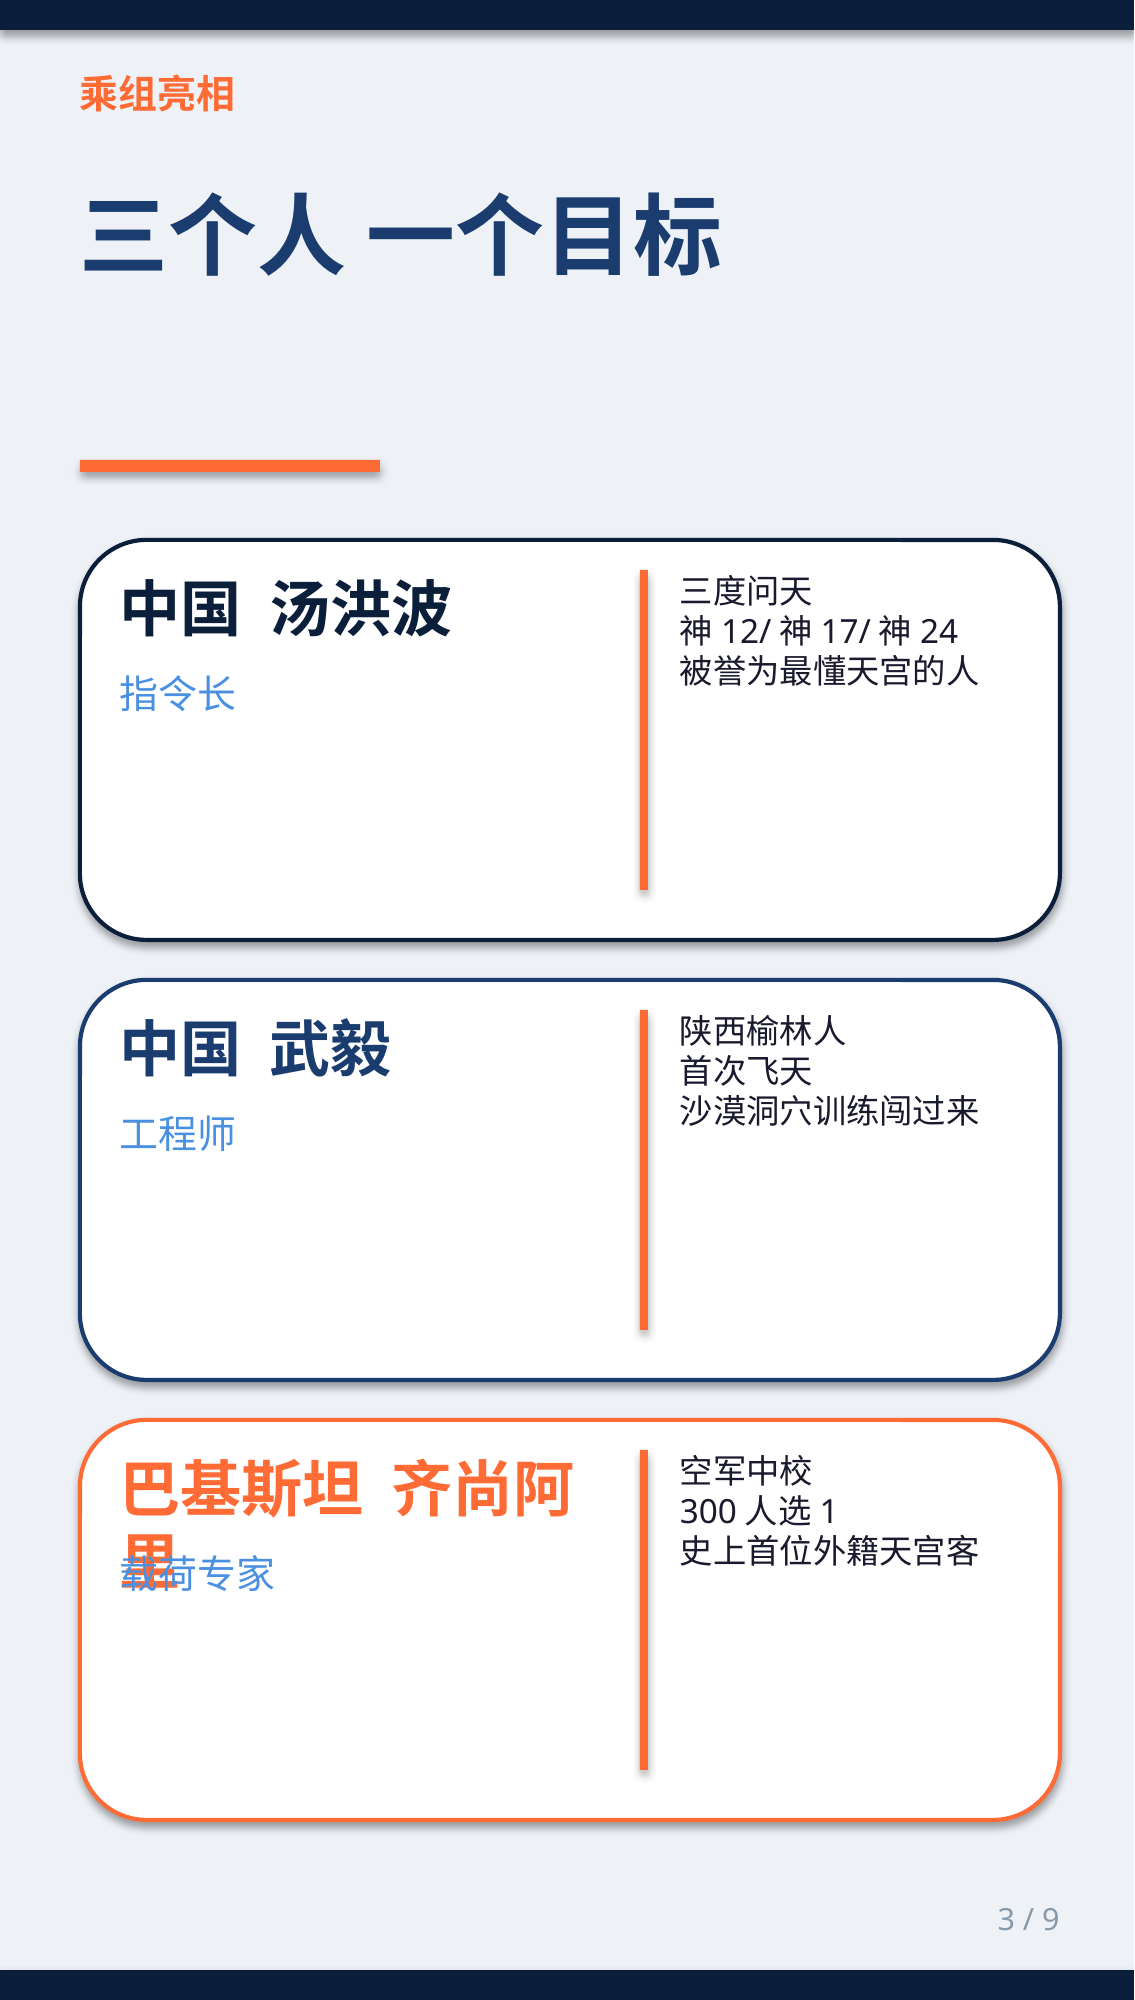 乘组亮相
三个人 一个目标
中国 汤洪波
指令长
三度问天
神 12/ 神 17/ 神 24
被誉为最懂天宫的人
中国 武毅
工程师
陕西榆林人
首次飞天
沙漠洞穴训练闯过来
巴基斯坦 齐尚阿
里
载荷专家
空军中校
300 人选 1
史上首位外籍天宫客
3 / 9